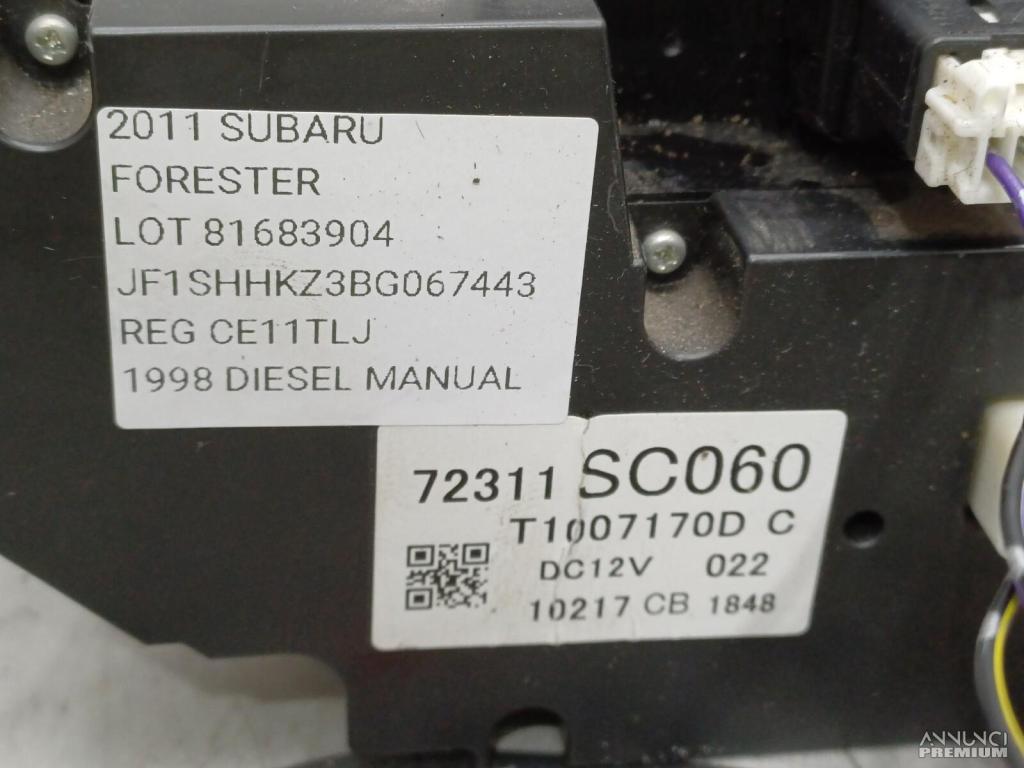 2011 SUBARU
FORESTER
LOT 81683904
JF1SHHKZ3BG067443
REG CE11TLJ
1998 DIESEL MANUAL
72311 SC060
T1007170D C
DC12V 022
10217 CB 1848
ANNUNCI
PREMIUM